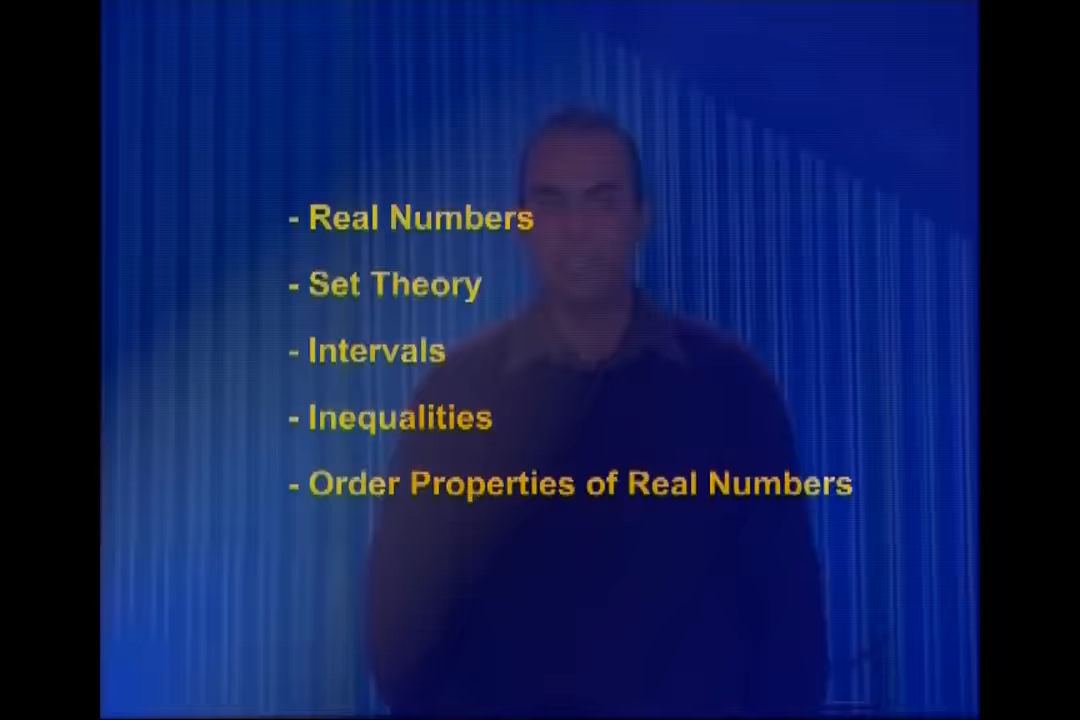 - Real Numbers
- Set Theory
- Intervals
- Inequalities
- Order Properties of Real Numbers